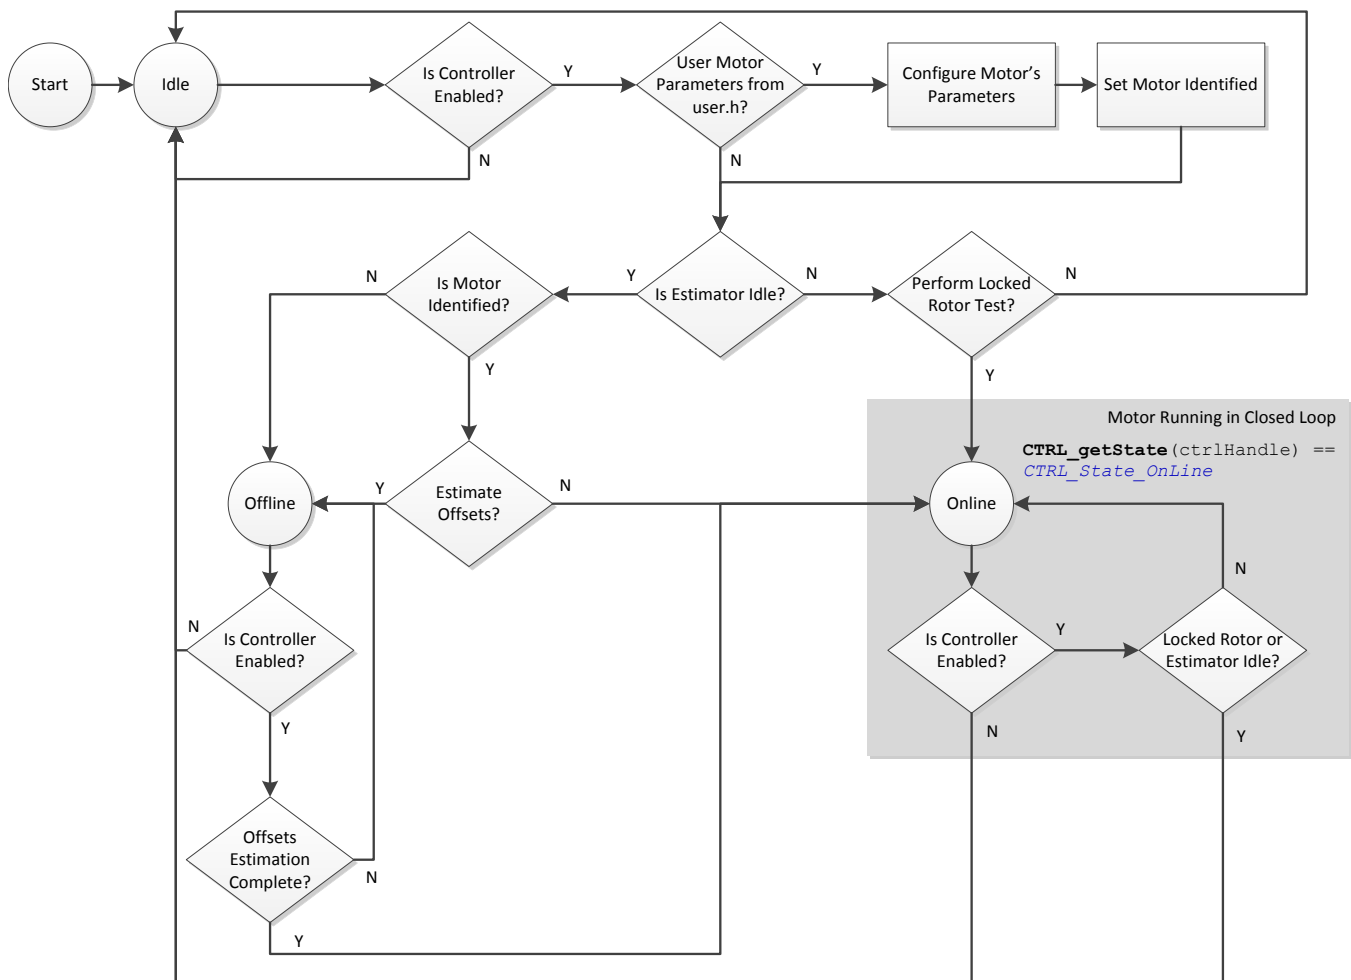 Start
Idle
Is Controller
Enabled?
Y
N
User Motor
Parameters from
user.h?
Y
N
Configure Motor's
Parameters
Set Motor Identified
N
Is Motor
Identified?
Y
Y
Is Estimator Idle?
N
Perform Locked
Rotor Test?
N
Y
Motor Running in Closed Loop
CTRL_getState(ctrlHandle) ==
CTRL_State_OnLine
Offline
Y
Estimate
Offsets?
N
Online
N
N
Is Controller
Enabled?
Y
Is Controller
Enabled?
Y
N
Locked Rotor or
Estimator Idle?
Y
Offsets
Estimation
Complete?
N
Y